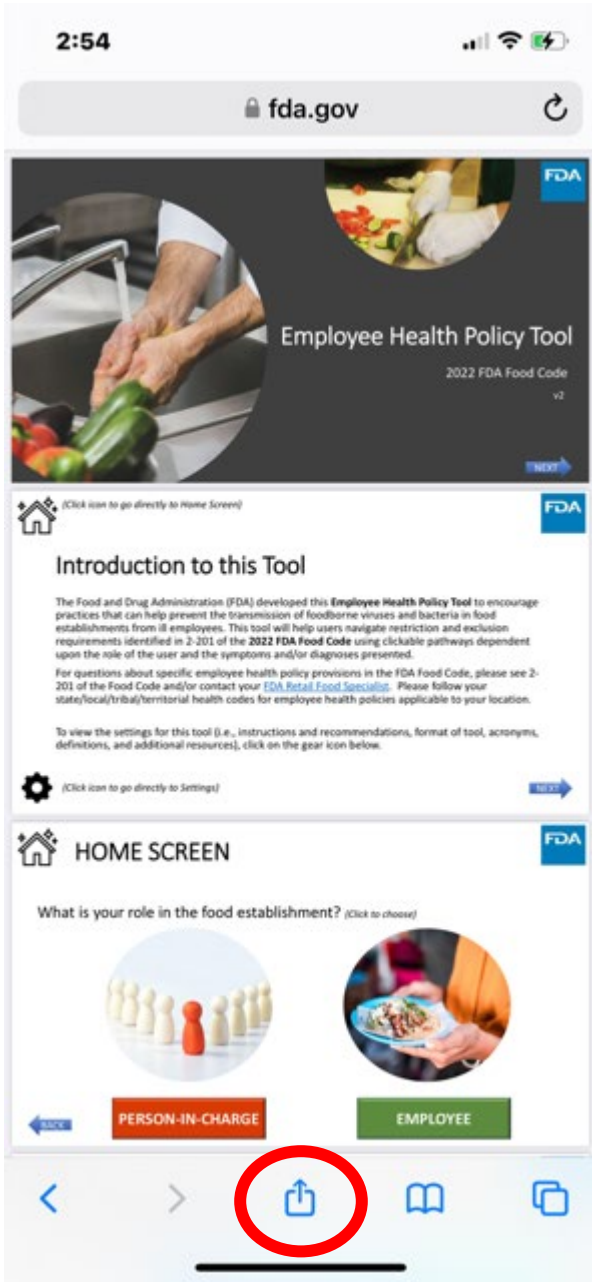 2:54
fda.gov
FDA
Employee Health Policy Tool
2022 FDA Food Code
v2
NEXT
(Click icon to go directly to Home Screen)
FDA
Introduction to this Tool
The Food and Drug Administration (FDA) developed this Employee Health Policy Tool to encourage
practices that can help prevent the transmission of foodborne viruses and bacteria in food
establishments from ill employees. This tool will help users navigate restriction and exclusion
requirements identified in 2-201 of the 2022 FDA Food Code using clickable pathways dependent
upon the role of the user and the symptoms and/or diagnoses presented.
For questions about specific employee health policy provisions in the FDA Food Code, please see 2-
201 of the Food Code and/or contact your FDA Retail Food Specialist. Please follow your
state/local/tribal/territorial health codes for employee health policies applicable to your location.
To view the settings for this tool (i.e., instructions and recommendations, format of tool, acronyms,
definitions, and additional resources), click on the gear icon below.
(Click icon to go directly to Settings)
NEXT
HOME SCREEN
FDA
What is your role in the food establishment? (Click to choose)
BACK
PERSON-IN-CHARGE
EMPLOYEE